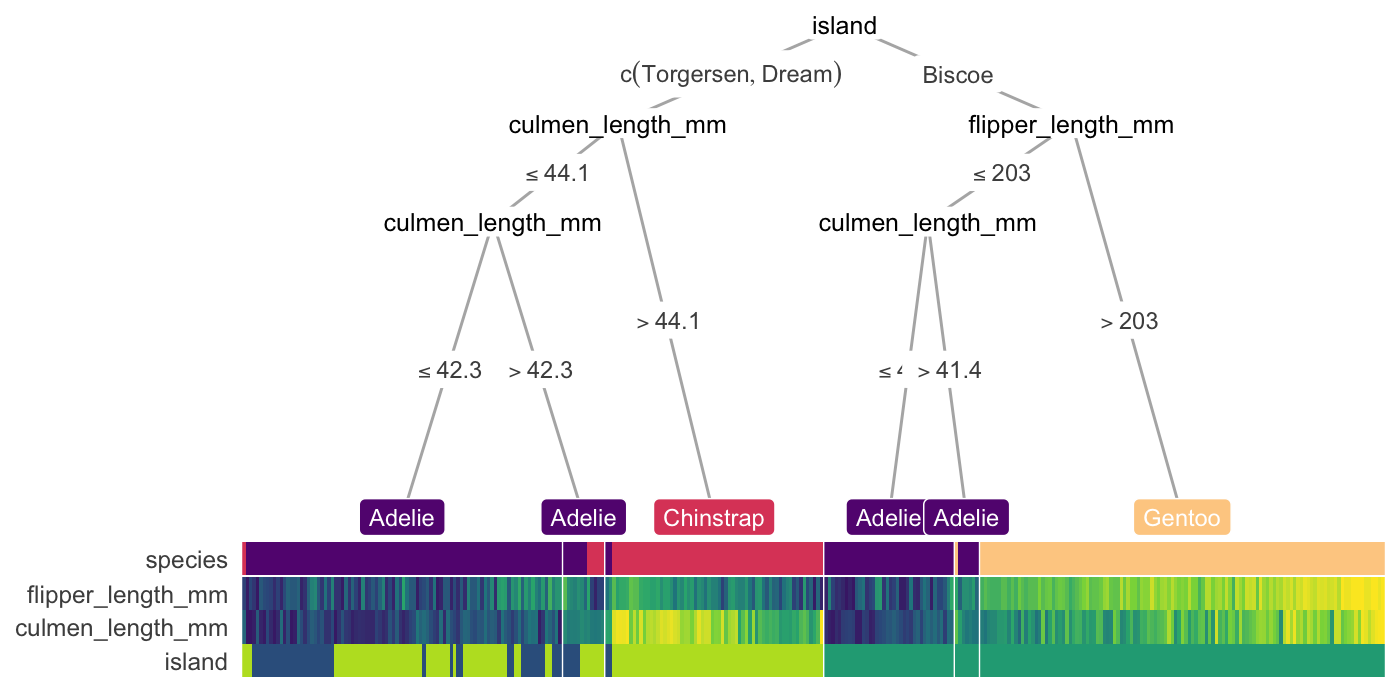 island
c(Torgersen, Dream) Biscoe
culmen_length_mm flipper_length_mm
≤ 44.1 ≤ 203
culmen_length_mm culmen_length_mm
> 44.1 > 203
≤ 42.3 > 42.3 ≤ > 41.4
Adelie Adelie Chinstrap Adelie Adelie Gentoo
species
flipper_length_mm
culmen_length_mm
island